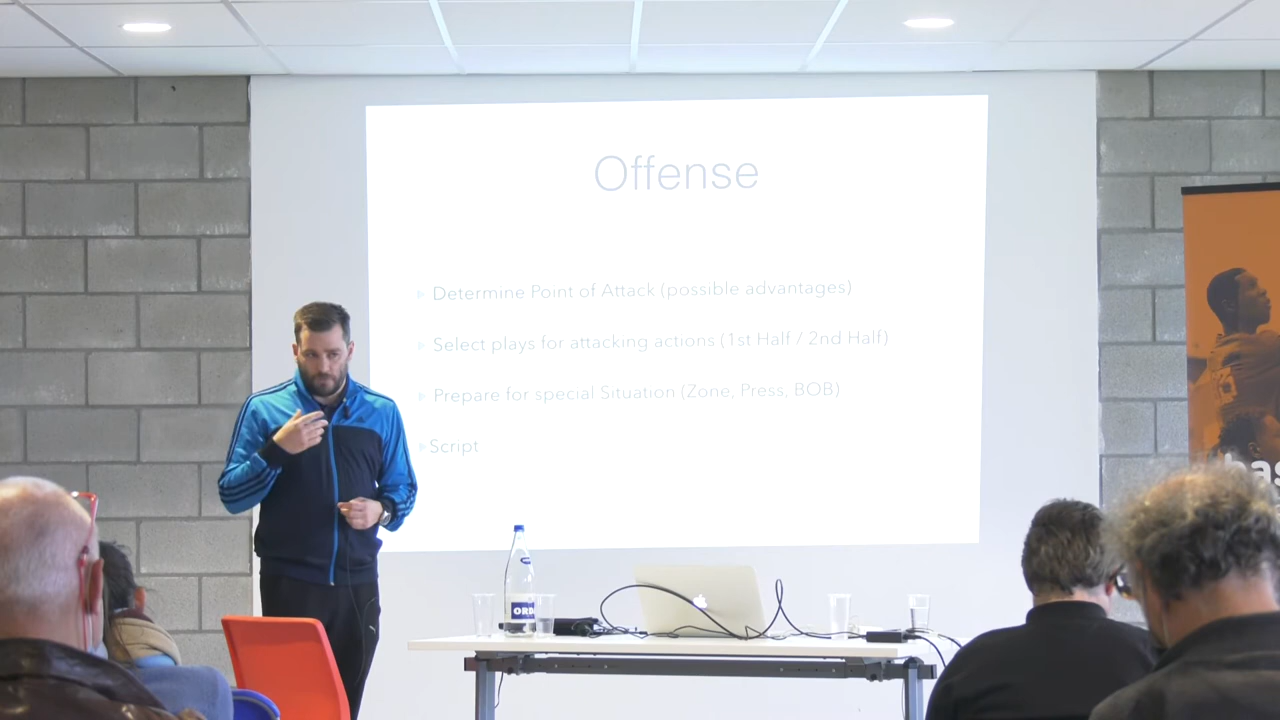 Offense
Determine Point of Attack (possible advantages)
Select plays for attacking actions (1st Half / 2nd Half)
Prepare for special Situation (Zone, Press, BOB)
Script